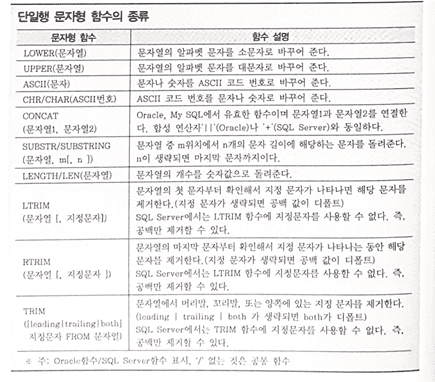 단일행 문자형 함수의 종류
문자형 함수 함수 설명
LOWER(문자열) 문자열의 알파벳 문자를 소문자로 바꾸어 준다.
UPPER(문자열) 문자열의 알파벳 문자를 대문자로 바꾸어 준다.
ASCII(문자) 문자나 숫자를 ASCII 코드 번호로 바꾸어 준다.
CHR/CHAR(ASCII번호) ASCII 코드 번호를 문자나 숫자로 바꾸어 준다.
CONCAT Oracle, My SQL에서 유효한 함수이며 문자열1과 문자열2를 연결한
(문자열1, 문자열2) 다. 합성 연산자'||'(Oracle)나 '+'(SQL Server)와 동일하다.
SUBSTR/SUBSTRING 문자열 중 m위치에서 n개의 문자 길이에 해당하는 문자를 돌려준다.
(문자열, m[, n ]) n이 생략되면 마지막 문자까지이다.
LENGTH/LEN(문자열) 문자열의 개수를 숫자값으로 돌려준다.
문자열의 첫 문자부터 확인해서 지정 문자가 나타나면 해당 문자를
LTRIM 제거한다.(지정 문자가 생략되면 공백 값이 디폴트)
(문자열 [, 지정문자]) SQL Server에서는 LTRIM 함수에 지정문자를 사용할 수 없다. 즉,
공백만 제거할 수 있다.
문자열의 마지막 문자부터 확인해서 지정 문자가 나타나는 동안 해당
RTRIM 문자를 제거한다.(지정 문자가 생략되면 공백 값이 디폴트)
(문자열 [, 지정문자 ]) SQL Server에서는 LTRIM 함수에 지정문자를 사용할 수 없다. 즉,
공백만 제거할 수 있다.
TRIM 문자열에서 머리말, 꼬리말, 또는 양쪽에 있는 지정 문자를 제거한다.
([leading|trailing|both] (leading | trailing | both 가 생략되면 both가 디폴트)
지정문자 FROM 문자열) SQL Server에서는 TRIM 함수에 지정문자를 사용할 수 없다. 즉,
공백만 제거할 수 있다.
※ 주: Oracle함수/SQL Server함수 표시, '/' 없는 것은 공통 함수